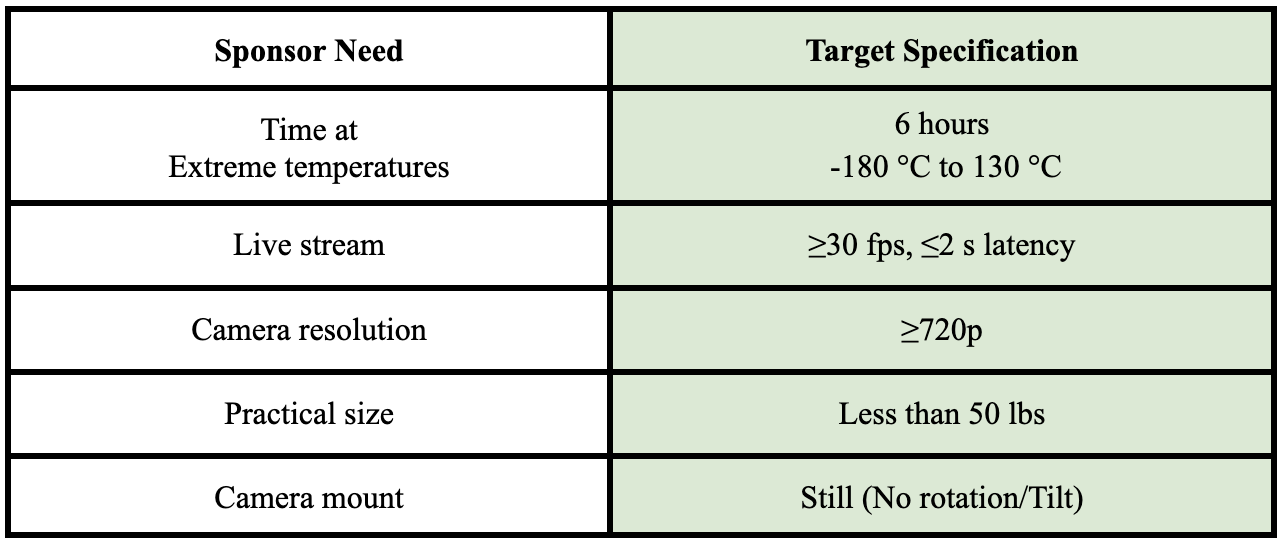 Sponsor Need
Target Specification
Time at
Extreme temperatures
6 hours
-180 °C to 130 °C
Live stream
≥30 fps, ≤2 s latency
Camera resolution
≥720p
Practical size
Less than 50 lbs
Camera mount
Still (No rotation/Tilt)